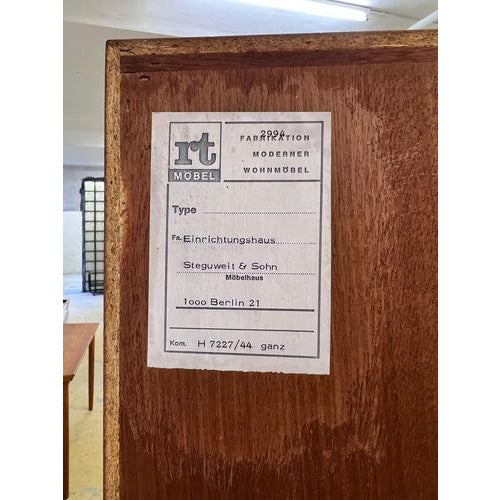 rt
MÖBEL
2994
FABRIKATION
MODERNER
WOHNMÖBEL
Type
Fa. Einrichtungshaus
Steguweit & Sohn
Möbelhaus
1000 Berlin 21
Kom. H 7227/44 ganz